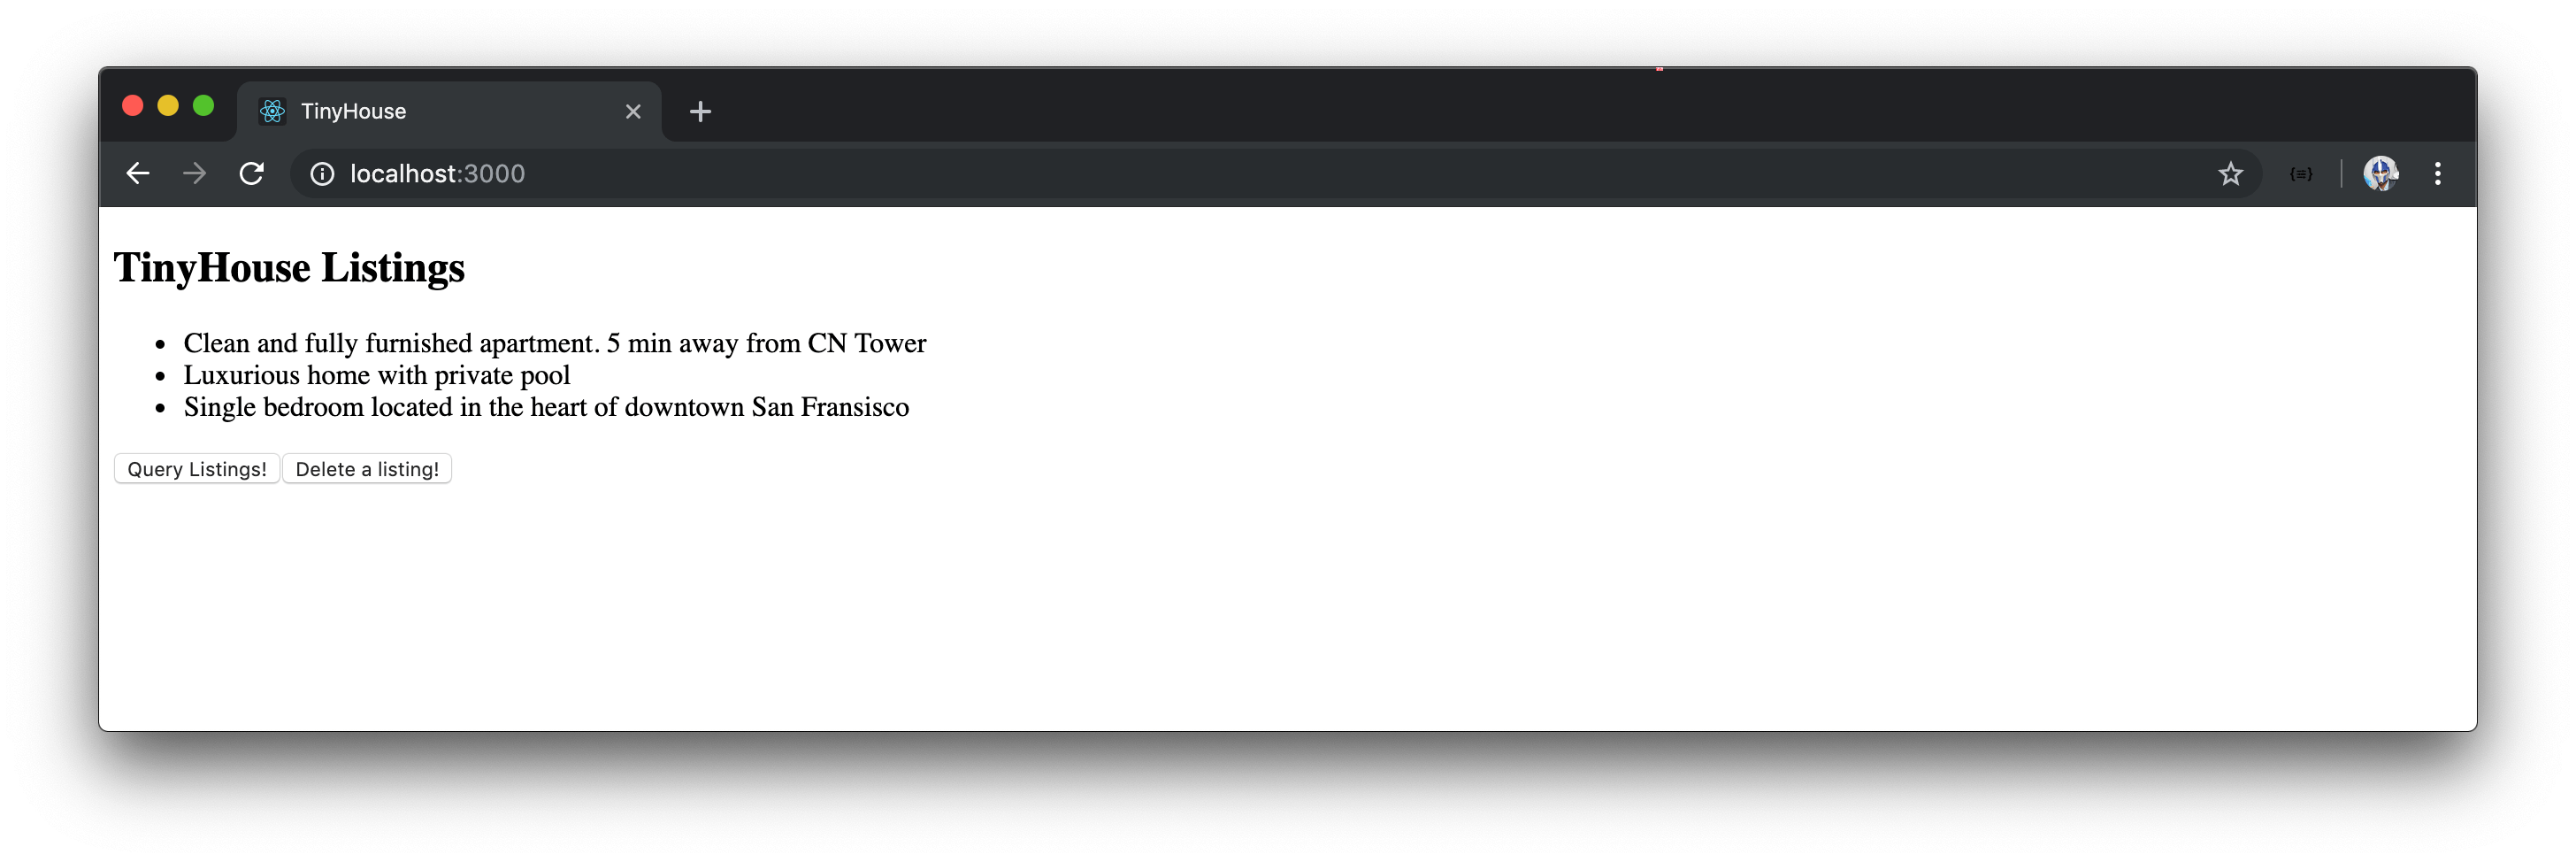 TinyHouse
localhost:3000
{≡}
TinyHouse Listings
• Clean and fully furnished apartment. 5 min away from CN Tower
• Luxurious home with private pool
• Single bedroom located in the heart of downtown San Fransisco
Query Listings! Delete a listing!